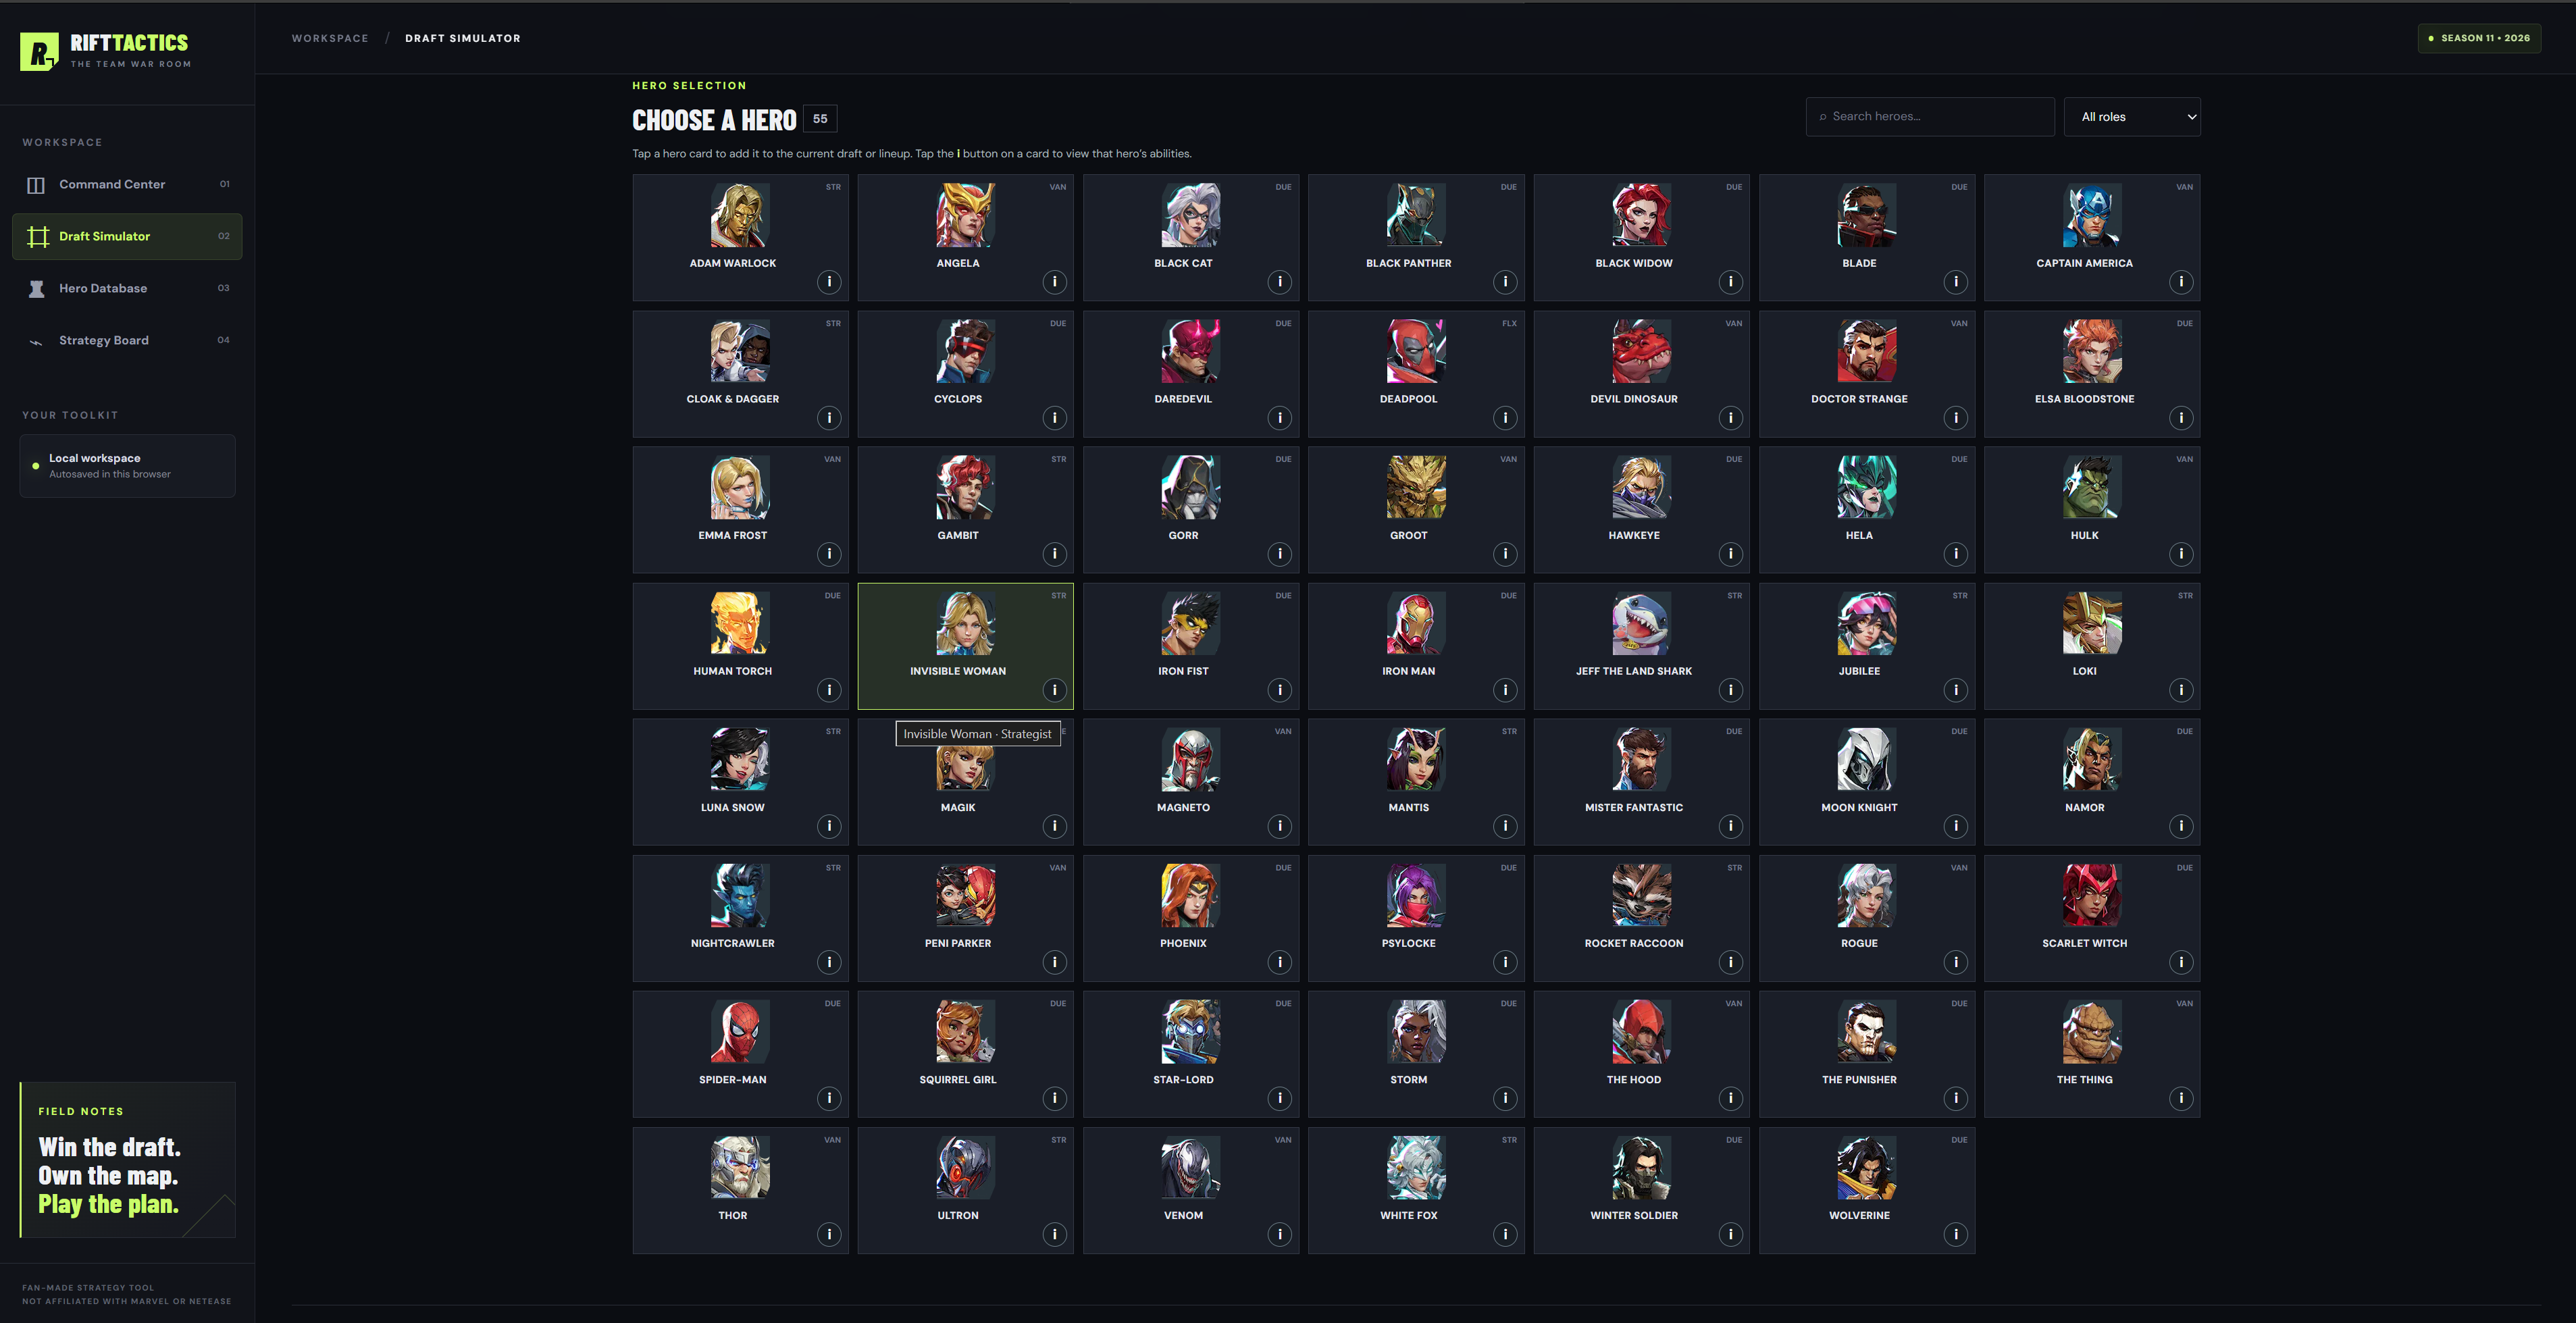 RIFTTACTICS
THE TEAM WAR ROOM
WORKSPACE / DRAFT SIMULATOR
SEASON 11 • 2026
WORKSPACE
Command Center 01
Draft Simulator 02
Hero Database 03
Strategy Board 04
YOUR TOOLKIT
Local workspace
Autosaved in this browser
FIELD NOTES
Win the draft.
Own the map.
Play the plan.
FAN-MADE STRATEGY TOOL
NOT AFFILIATED WITH MARVEL OR NETEASE
HERO SELECTION
CHOOSE A HERO 55
Search heroes...
All roles
Tap a hero card to add it to the current draft or lineup. Tap the i button on a card to view that hero's abilities.
STR VAN DUE DUE DUE DUE VAN
ADAM WARLOCK ANGELA BLACK CAT BLACK PANTHER BLACK WIDOW BLADE CAPTAIN AMERICA
i i i i i i i
STR DUE DUE FLX VAN VAN DUE
CLOAK & DAGGER CYCLOPS DAREDEVIL DEADPOOL DEVIL DINOSAUR DOCTOR STRANGE ELSA BLOODSTONE
i i i i i i i
VAN STR DUE VAN DUE DUE VAN
EMMA FROST GAMBIT GORR GROOT HAWKEYE HELA HULK
i i i i i i i
DUE STR DUE DUE STR STR STR
HUMAN TORCH INVISIBLE WOMAN IRON FIST IRON MAN JEFF THE LAND SHARK JUBILEE LOKI
i i i i i i i
Invisible Woman · Strategist
STR E VAN STR DUE DUE DUE
LUNA SNOW MAGIK MAGNETO MANTIS MISTER FANTASTIC MOON KNIGHT NAMOR
i i i i i i i
STR VAN DUE DUE STR VAN DUE
NIGHTCRAWLER PENI PARKER PHOENIX PSYLOCKE ROCKET RACCOON ROGUE SCARLET WITCH
i i i i i i i
DUE DUE DUE DUE VAN DUE VAN
SPIDER-MAN SQUIRREL GIRL STAR-LORD STORM THE HOOD THE PUNISHER THE THING
i i i i i i i
VAN STR VAN STR DUE DUE
THOR ULTRON VENOM WHITE FOX WINTER SOLDIER WOLVERINE
i i i i i i